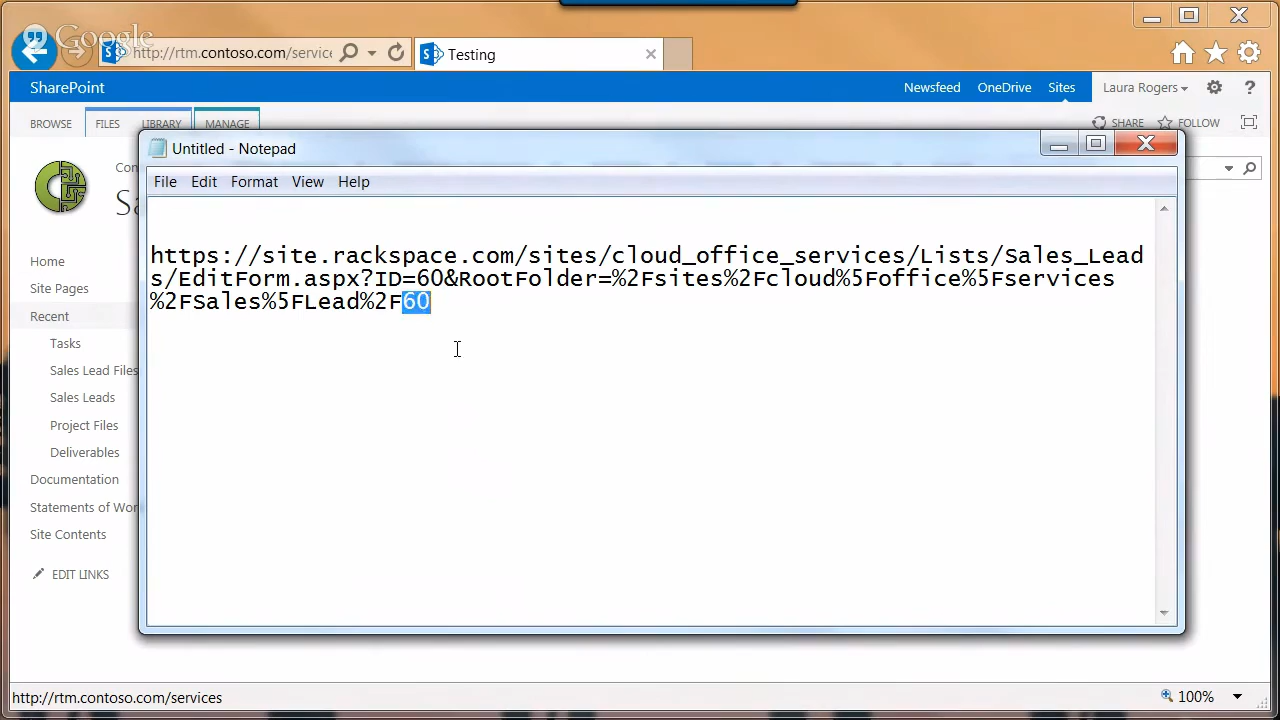 Google
http://rtm.contoso.com/servic
Testing
SharePoint
Newsfeed
OneDrive
Sites
Laura Rogers
?
BROWSE
FILES
LIBRARY
MANAGE
SHARE
FOLLOW
Untitled - Notepad
File Edit Format View Help
https://site.rackspace.com/sites/cloud_office_services/Lists/Sales_Lead
s/EditForm.aspx?ID=60&RootFolder=%2Fsites%2Fcloud%5Foffice%5Fservices
%2FSales%5FLead%2F60
Con
Sa
Home
Site Pages
Recent
Tasks
Sales Lead Files
Sales Leads
Project Files
Deliverables
Documentation
Statements of Wor
Site Contents
EDIT LINKS
http://rtm.contoso.com/services
100%